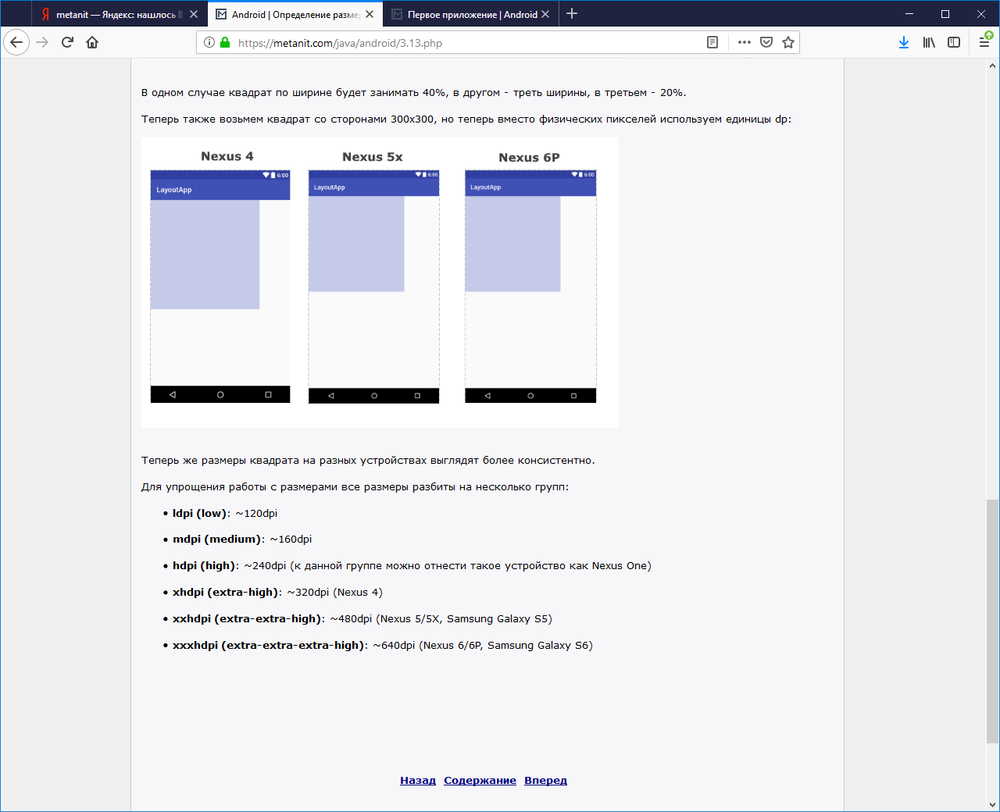 metanit — Яндекс: нашлось 8
Android | Определение разме
Первое приложение | Android
https://metanit.com/java/android/3.13.php
В одном случае квадрат по ширине будет занимать 40%, в другом - треть ширины, в третьем - 20%.
Теперь также возьмем квадрат со сторонами 300x300, но теперь вместо физических пикселей используем единицы dp:
Nexus 4 Nexus 5x Nexus 6P
6:00 6:00 6:00
LayoutApp LayoutApp LayoutApp
Теперь же размеры квадрата на разных устройствах выглядят более консистентно.
Для упрощения работы с размерами все размеры разбиты на несколько групп:
• ldpi (low): ~120dpi
• mdpi (medium): ~160dpi
• hdpi (high): ~240dpi (к данной группе можно отнести такое устройство как Nexus One)
• xhdpi (extra-high): ~320dpi (Nexus 4)
• xxhdpi (extra-extra-high): ~480dpi (Nexus 5/5X, Samsung Galaxy S5)
• xxxhdpi (extra-extra-extra-high): ~640dpi (Nexus 6/6P, Samsung Galaxy S6)
Назад Содержание Вперед